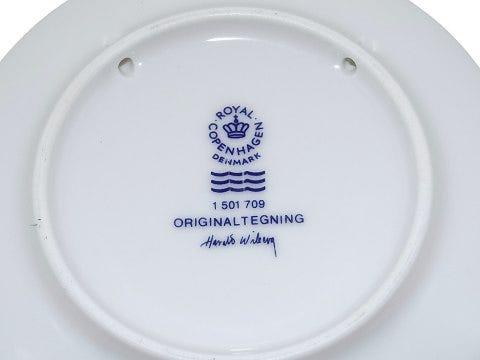 ROYAL
COPENHAGEN
DENMARK
1 501 709
ORIGINALTEGNING
Harald Wiberg